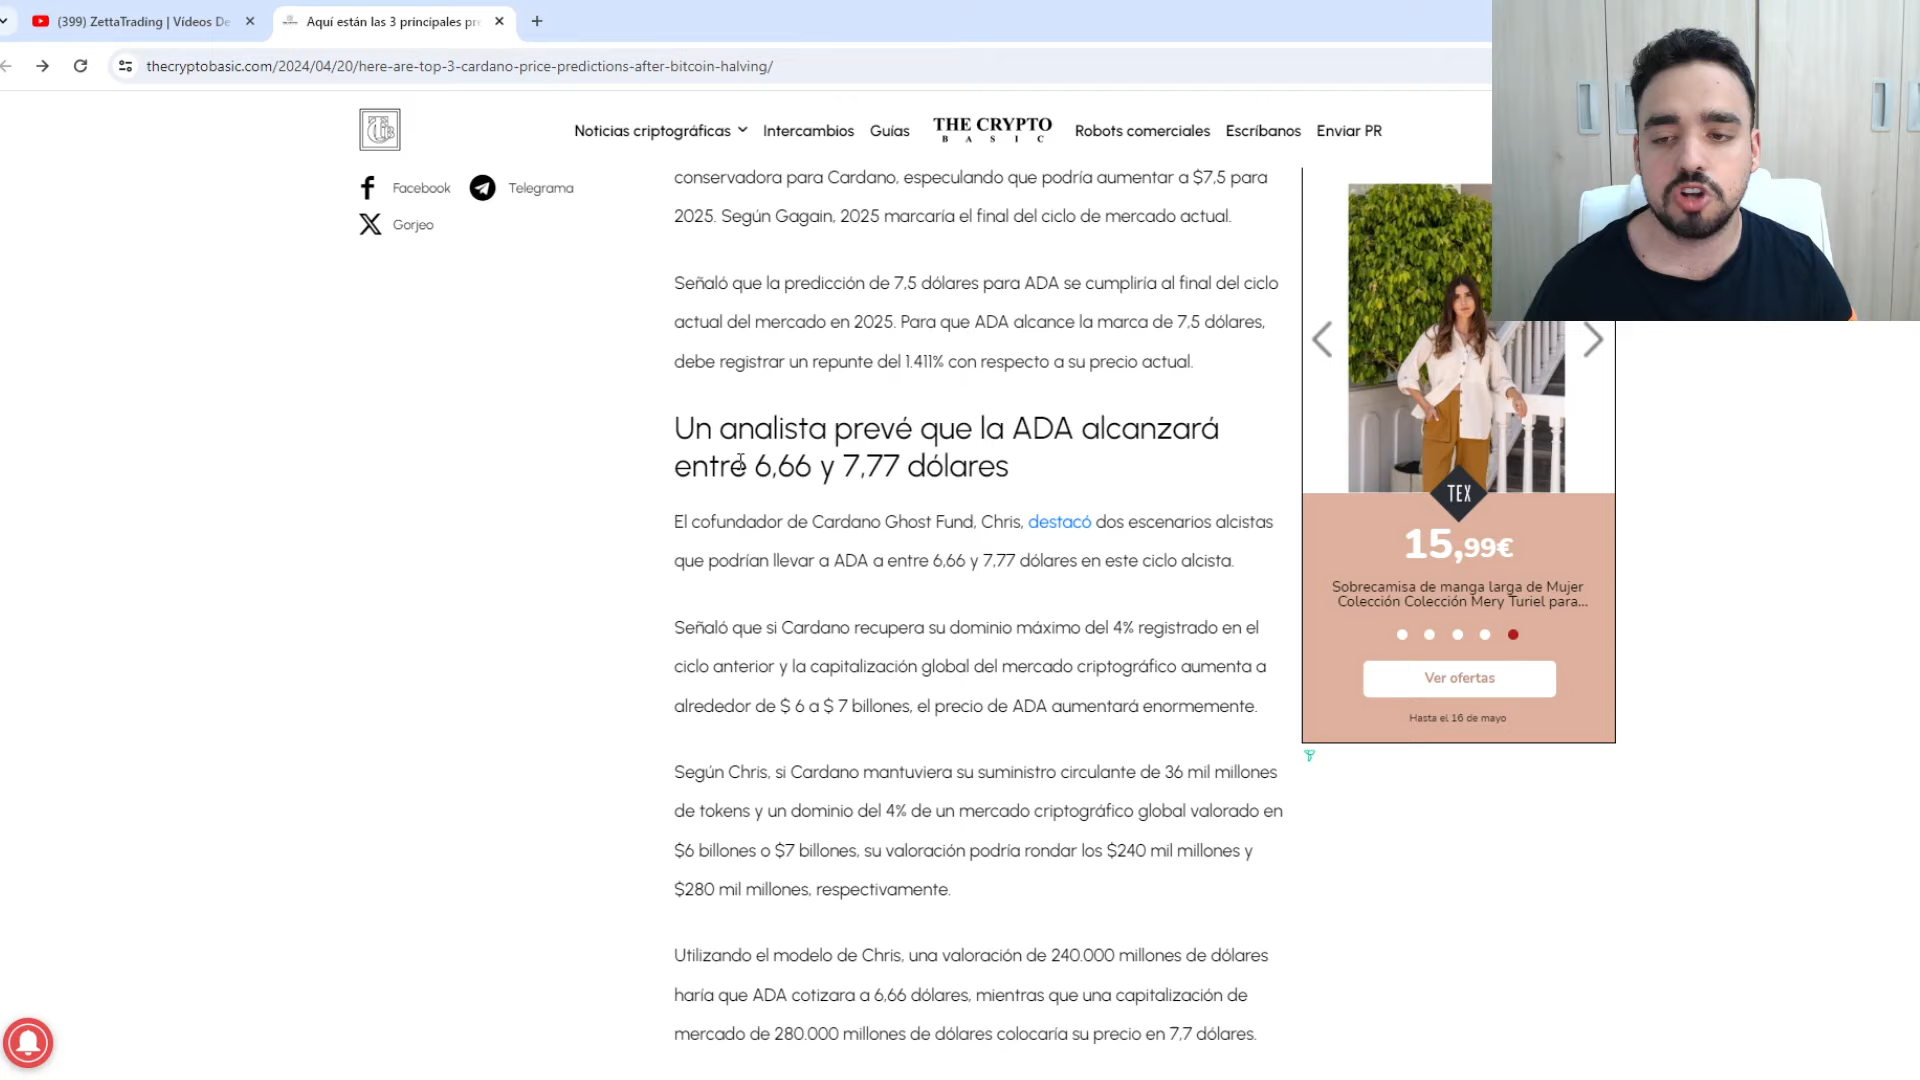 (399) ZettaTrading | Vídeos De
Aquí están las 3 principales pre
thecryptobasic.com/2024/04/20/here-are-top-3-cardano-price-predictions-after-bitcoin-halving/
Noticias criptográficas
Intercambios
Guías
THE CRYPTO
BASIC
Robots comerciales
Escríbanos
Enviar PR
Facebook
Telegrama
Gorjeo
conservadora para Cardano, especulando que podría aumentar a $7,5 para
2025. Según Gagain, 2025 marcaría el final del ciclo de mercado actual.
Señaló que la predicción de 7,5 dólares para ADA se cumpliría al final del ciclo
actual del mercado en 2025. Para que ADA alcance la marca de 7,5 dólares,
debe registrar un repunte del 1.411% con respecto a su precio actual.
Un analista prevé que la ADA alcanzará
entre 6,66 y 7,77 dólares
El cofundador de Cardano Ghost Fund, Chris, destacó dos escenarios alcistas
que podrían llevar a ADA a entre 6,66 y 7,77 dólares en este ciclo alcista.
Señaló que si Cardano recupera su dominio máximo del 4% registrado en el
ciclo anterior y la capitalización global del mercado criptográfico aumenta a
alrededor de $ 6 a $ 7 billones, el precio de ADA aumentará enormemente.
Según Chris, si Cardano mantuviera su suministro circulante de 36 mil millones
de tokens y un dominio del 4% de un mercado criptográfico global valorado en
$6 billones o $7 billones, su valoración podría rondar los $240 mil millones y
$280 mil millones, respectivamente.
Utilizando el modelo de Chris, una valoración de 240.000 millones de dólares
haría que ADA cotizara a 6,66 dólares, mientras que una capitalización de
mercado de 280.000 millones de dólares colocaría su precio en 7,7 dólares.
TEX
15,99€
Sobrecamisa de manga larga de Mujer
Colección Colección Mery Turiel para...
Ver ofertas
Hasta el 16 de mayo